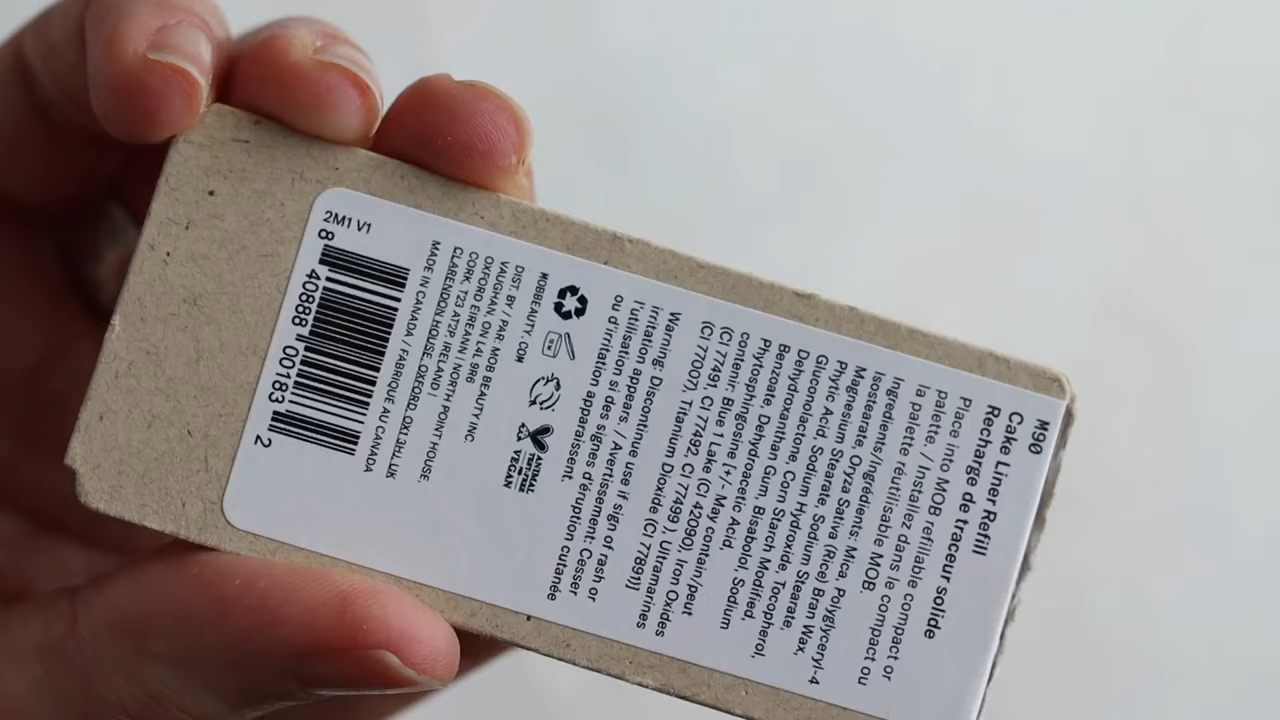 M90
Cake Liner Refill
Recharge de traceur solide
Place into MOB refillable compact or
palette. / Installez dans le compact ou
la palette réutilisable MOB.
Ingredients/Ingrédients: Mica, Polyglyceryl-4
Isostearate, Oryza Sativa (Rice) Bran Wax,
Magnesium Stearate, Sodium Stearate,
Phytic Acid, Sodium Hydroxide, Tocopherol,
Gluconolactone, Corn Starch Modified,
Dehydroxanthan Gum, Bisabolol, Sodium
Benzoate, Dehydroacetic Acid,
Phytosphingosine [+/- May contain/peut
contenir: Blue 1 Lake (CI 42090), Iron Oxides
(CI 77491, CI 77492, CI 77499 ), Ultramarines
(CI 77007), Titanium Dioxide (CI 77891)]
Warning: Discontinue use if sign of rash or
irritation appears. / Avertissement: Cesser
l'utilisation si des signes d'éruption cutanée
ou d'irritation apparaissent.
ANIMAL
TESTING
FREE
VEGAN
MOBBEAUTY.COM
DIST. BY / PAR: MOB BEAUTY INC.
VAUGHAN, ON L4L 9R6
OXFORD EIREANN | NORTH POINT HOUSE,
CORK, T23 AT2P, IRELAND |
CLARENDON HOUSE, OXFORD, OX1 3HJ, UK
MADE IN CANADA / FABRIQUE AU CANADA
2M1 V1
8 40888 00183 2